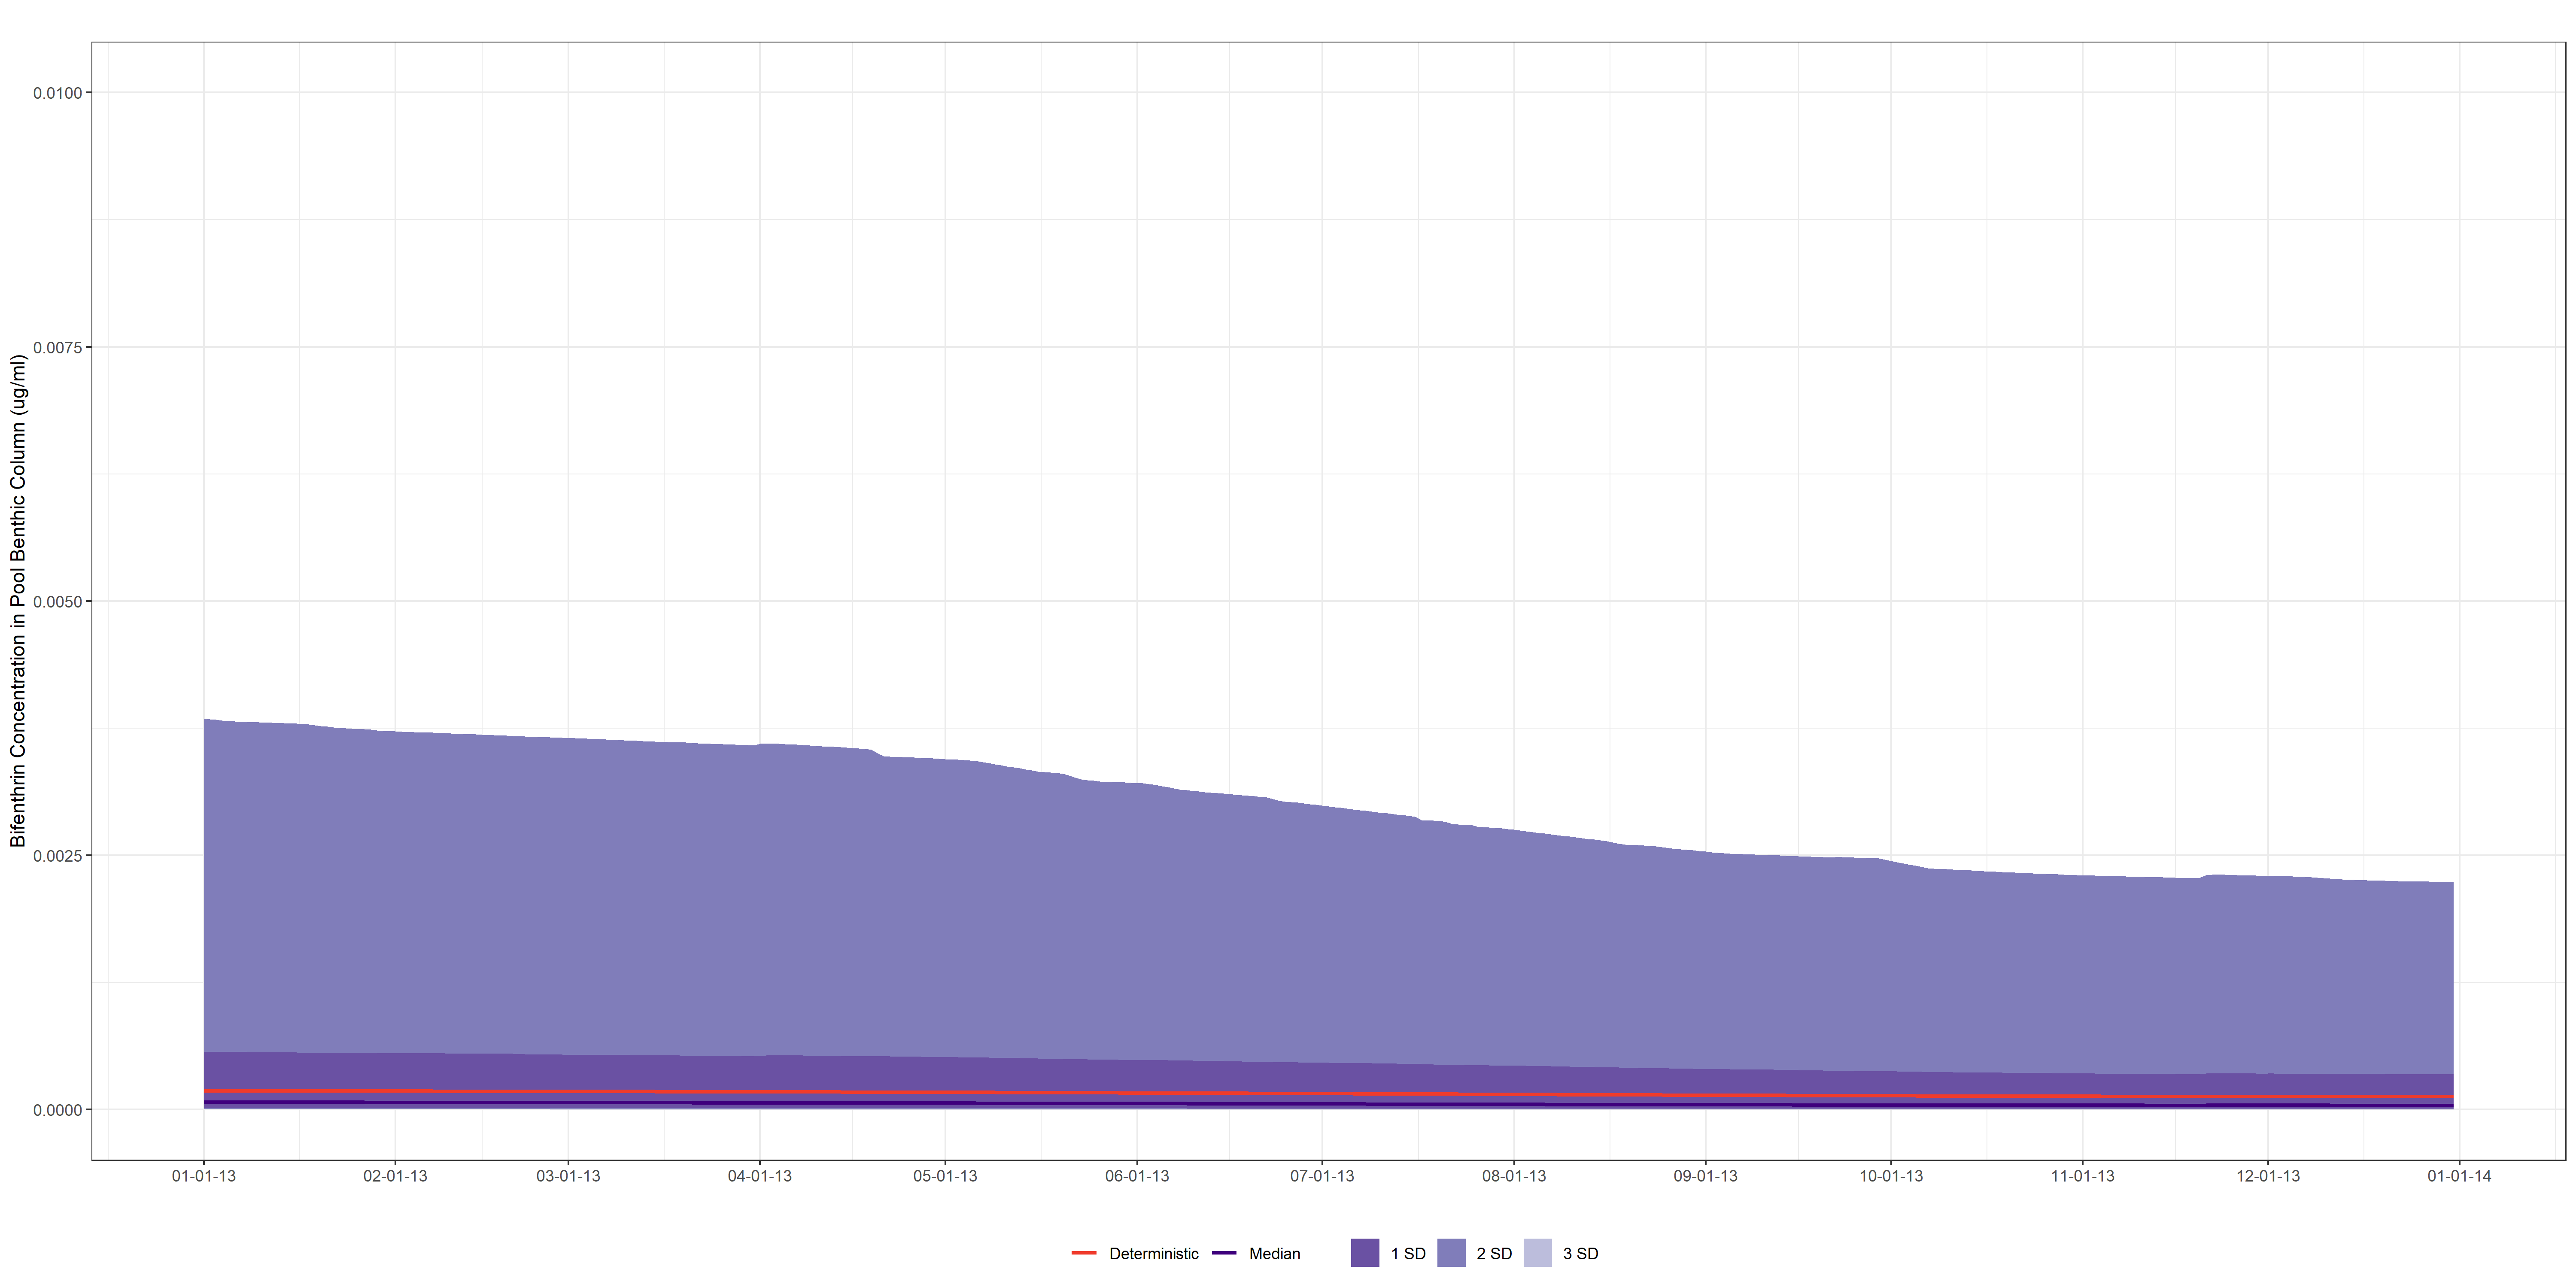 Bifenthrin Concentration in Pool Benthic Column (ug/ml)
0.0100
0.0075
0.0050
0.0025
0.0000
01-01-13 02-01-13 03-01-13 04-01-13 05-01-13 06-01-13 07-01-13 08-01-13 09-01-13 10-01-13 11-01-13 12-01-13 01-01-14
Deterministic Median 1 SD 2 SD 3 SD